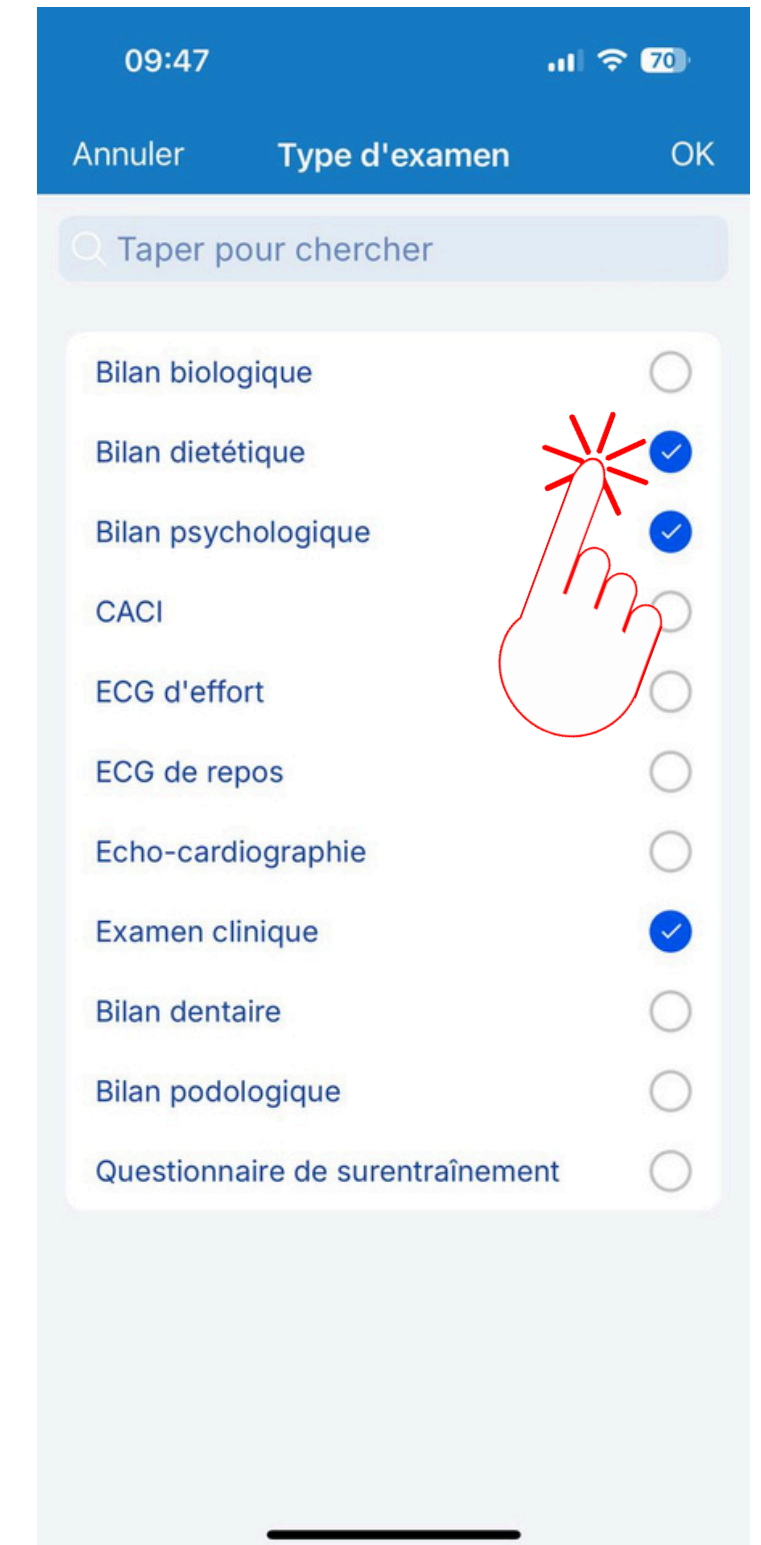 09:47 70
Annuler Type d'examen OK
Taper pour chercher
Bilan biologique
Bilan dietétique
Bilan psychologique
CACI
ECG d'effort
ECG de repos
Echo-cardiographie
Examen clinique
Bilan dentaire
Bilan podologique
Questionnaire de surentraînement